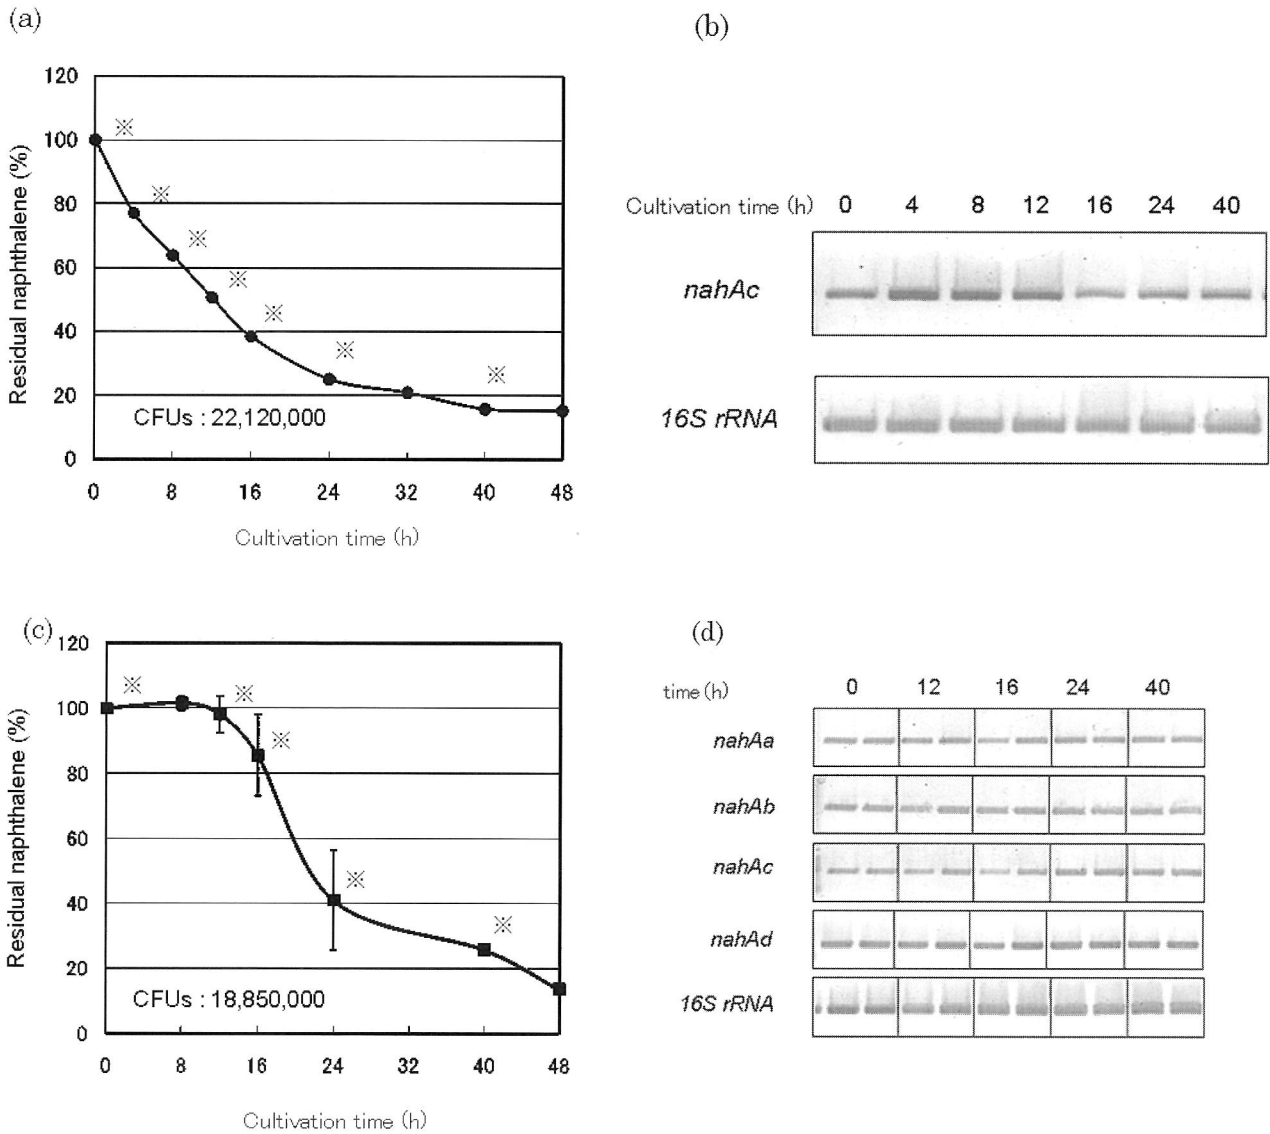 (a)
120
100
80
60
40
20
0
Residual naphthalene (%)
※
※
※
※
※
※
※
CFUs : 22,120,000
0 8 16 24 32 40 48
Cultivation time (h)
(b)
Cultivation time (h) 0 4 8 12 16 24 40
nahAc
16S rRNA
(c)
120
100
80
60
40
20
0
Residual naphthalene (%)
※
※
※
※
※
CFUs : 18,850,000
0 8 16 24 32 40 48
Cultivation time (h)
(d)
time (h) 0 12 16 24 40
nahAa
nahAb
nahAc
nahAd
16S rRNA